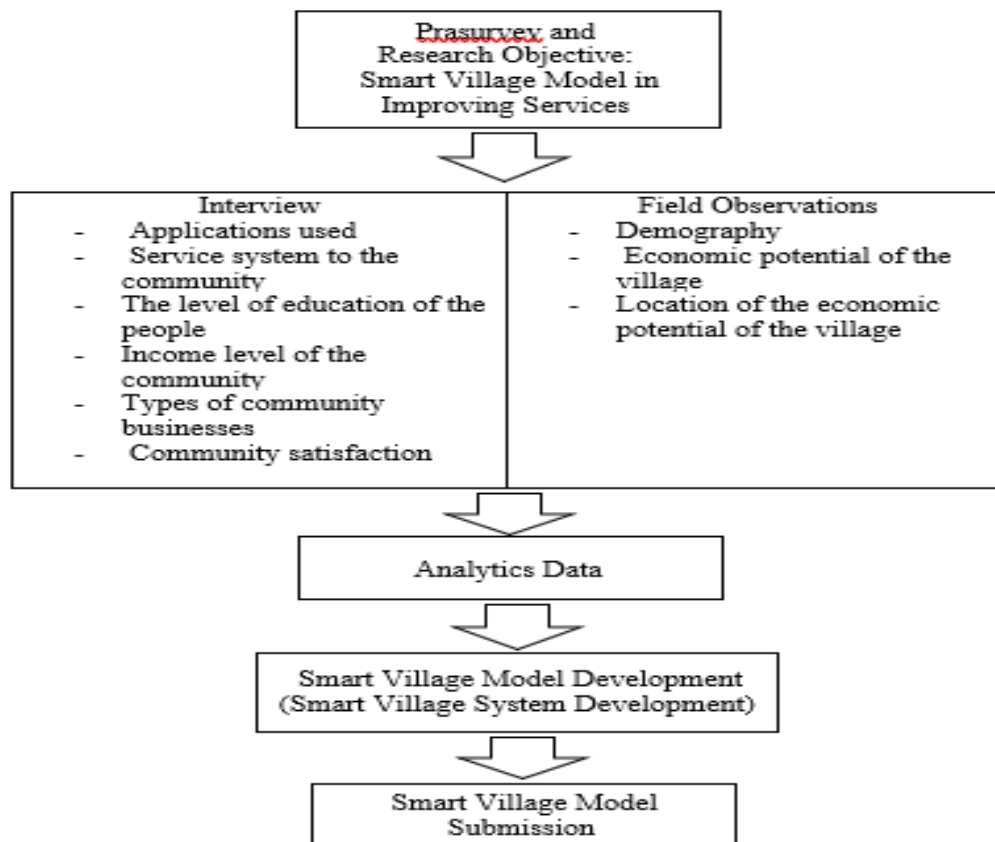 Prasurvey and
Research Objective:
Smart Village Model in
Improving Services
Interview
- Applications used
- Service system to the
community
- The level of education of the
people
- Income level of the
community
- Types of community
businesses
- Community satisfaction
Field Observations
- Demography
- Economic potential of the
village
- Location of the economic
potential of the village
Analytics Data
Smart Village Model Development
(Smart Village System Development)
Smart Village Model
Submission